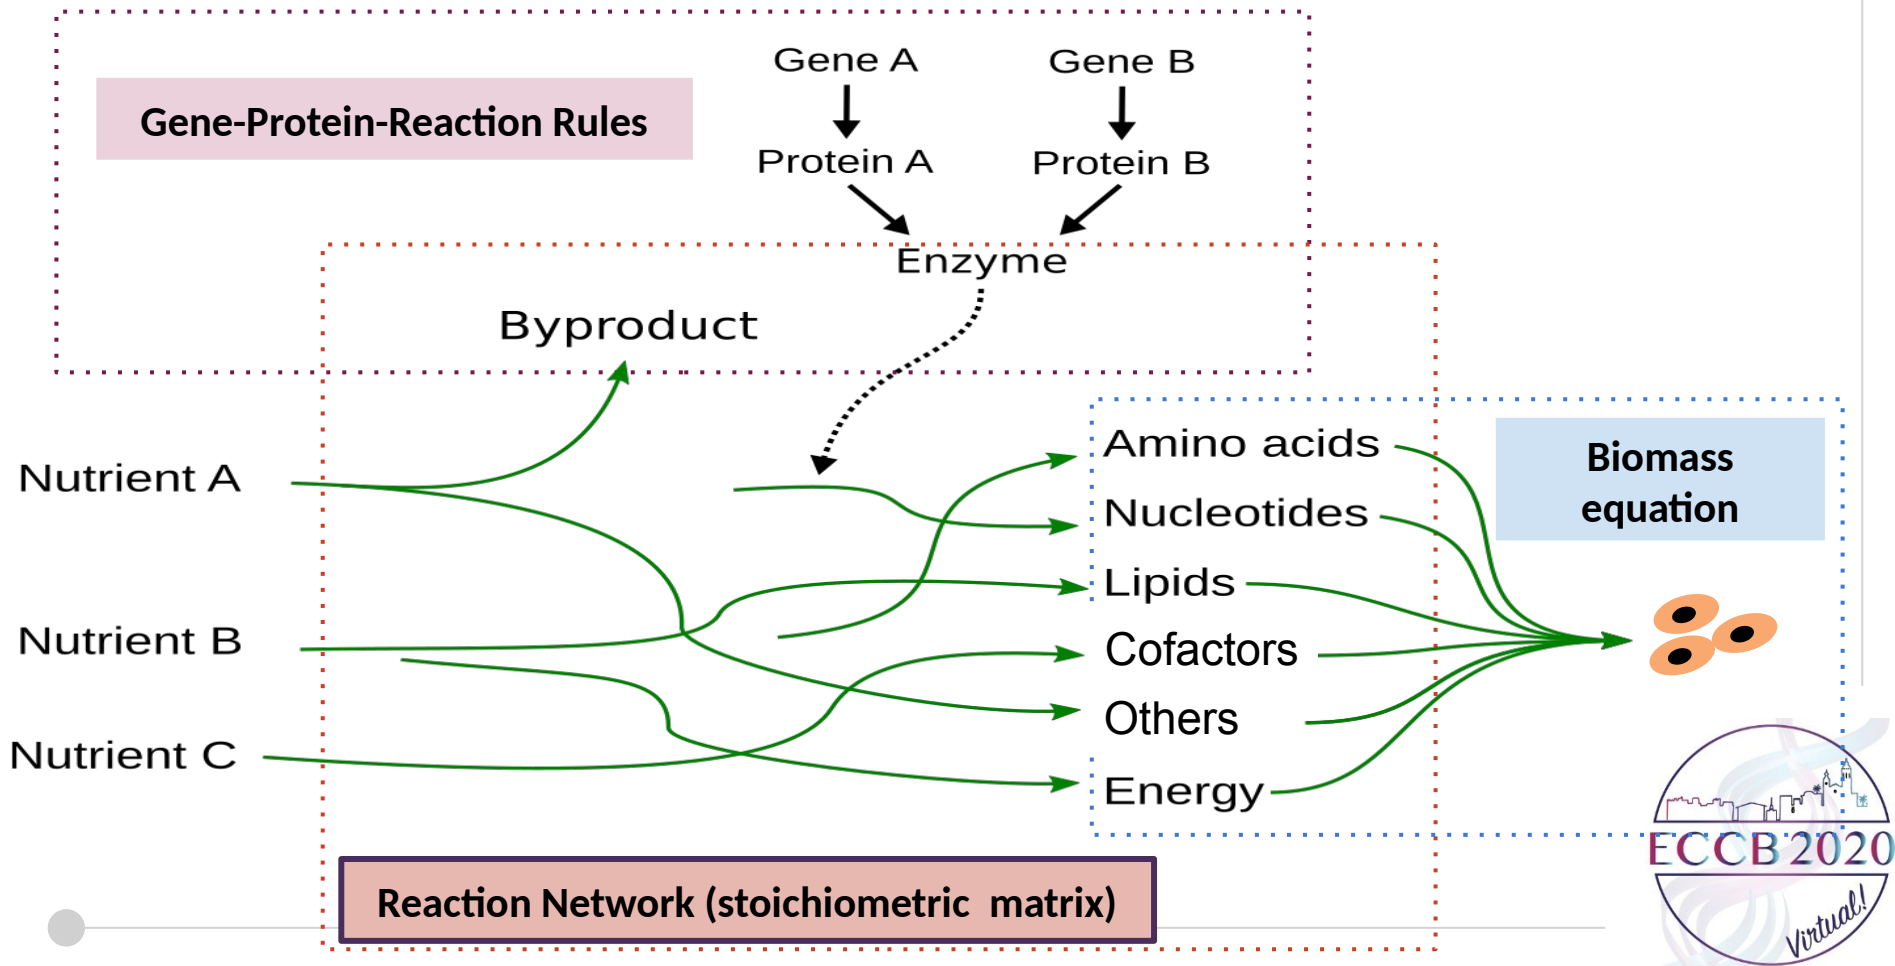 Gene A
Gene B
Gene-Protein-Reaction Rules
Protein A
Protein B
Enzyme
Byproduct
Nutrient A
Nutrient B
Nutrient C
Amino acids
Nucleotides
Lipids
Cofactors
Others
Energy
Biomass
equation
Reaction Network (stoichiometric  matrix)
ECCB 2020
Virtual!